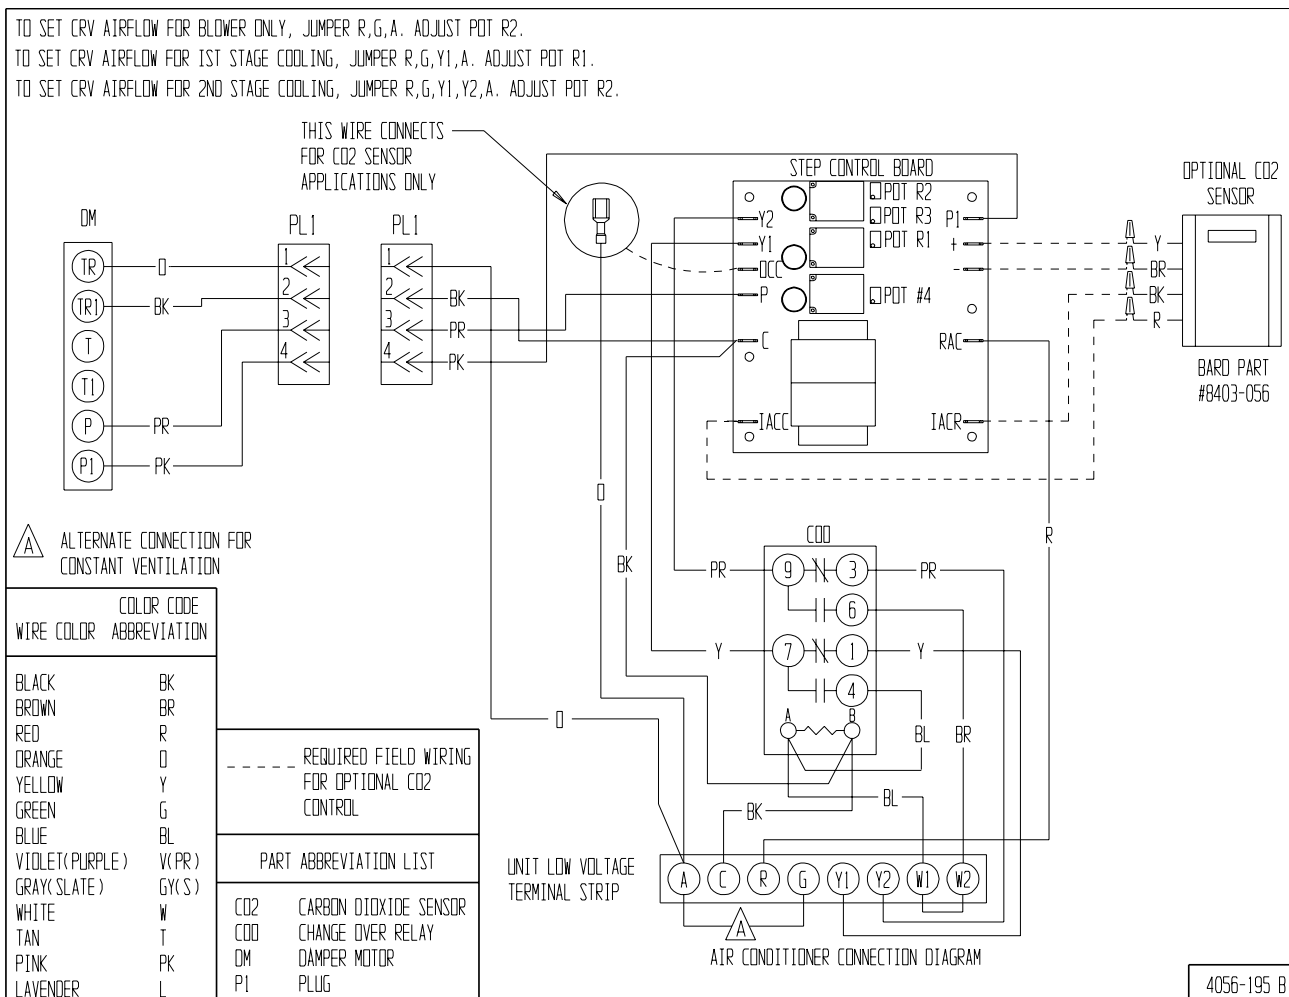 TO SET CRV AIRFLOW FOR BLOWER ONLY, JUMPER R,G,A. ADJUST POT R2.
TO SET CRV AIRFLOW FOR 1ST STAGE COOLING, JUMPER R,G,Y1,A. ADJUST POT R1.
TO SET CRV AIRFLOW FOR 2ND STAGE COOLING, JUMPER R,G,Y1,Y2,A. ADJUST POT R2.
THIS WIRE CONNECTS
FOR CO2 SENSOR
APPLICATIONS ONLY
STEP CONTROL BOARD
OPTIONAL CO2
SENSOR
DM
PL1
PL1
TR
TR1
T
T1
P
P1
O
BK
PR
PK
1
2
3
4
1
2
3
4
BK
PR
PK
Y2
Y1
OCC
P
C
IACC
POT R2
POT R3
POT R1
POT #4
P1
+
-
RAC
IACR
Y
BR
BK
R
BARD PART
#8403-056
O
BK
R
COO
PR
9
3
PR
6
Y
7
1
Y
4
A
B
BL
BR
O
BK
BL
ALTERNATE CONNECTION FOR
CONSTANT VENTILATION
A
COLOR CODE
WIRE COLOR ABBREVIATION
BLACK BK
BROWN BR
RED R
ORANGE O
YELLOW Y
GREEN G
BLUE BL
VIOLET(PURPLE) V(PR)
GRAY(SLATE) GY(S)
WHITE W
TAN T
PINK PK
LAVENDER L
REQUIRED FIELD WIRING
FOR OPTIONAL CO2
CONTROL
PART ABBREVIATION LIST
CO2 CARBON DIOXIDE SENSOR
COO CHANGE OVER RELAY
DM DAMPER MOTOR
P1 PLUG
UNIT LOW VOLTAGE
TERMINAL STRIP
A C R G Y1 Y2 W1 W2
A
AIR CONDITIONER CONNECTION DIAGRAM
4056-195 B